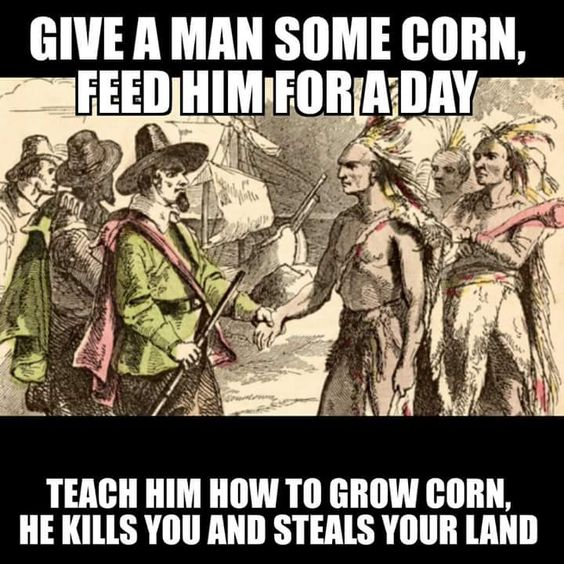 GIVE A MAN SOME CORN,
FEED HIM FOR A DAY
TEACH HIM HOW TO GROW CORN,
HE KILLS YOU AND STEALS YOUR LAND